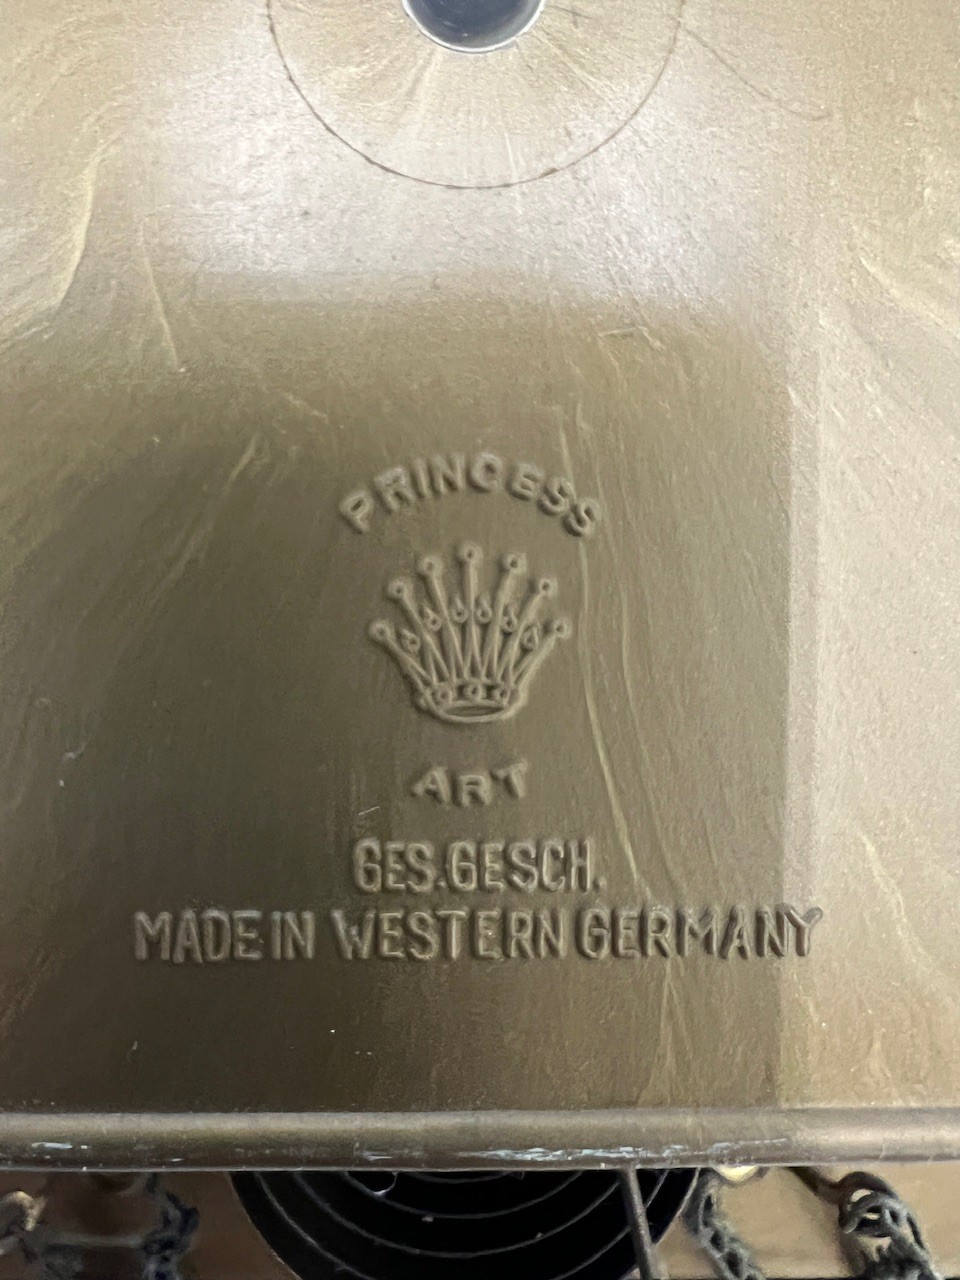 PRINCESS
ART
GES.GESCH.
MADE IN WESTERN GERMANY